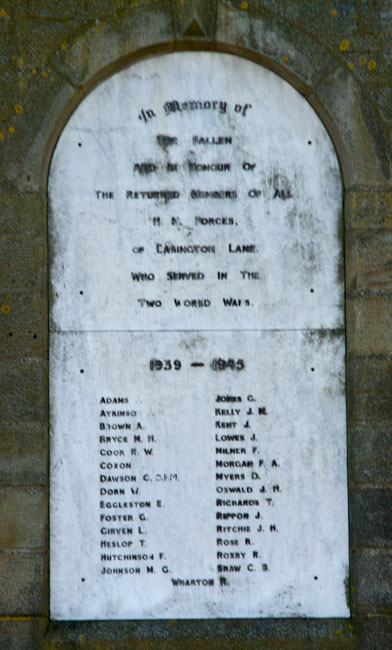 In Memory of
The Fallen
And In Honour Of
The Returned Members Of All
H M Forces,
of Easington Lane.
Who Served In The
Two World Wars.
1939 — 1945
Adams
Atkinso
Brown A.
Bryce M. H.
Cook R. W.
Coxon
Dawson C. D.F.M.
Dorn W.
Eggleston E.
Foster G.
Girven L.
Heslop T.
Hutchinson F.
Johnson M. G.
Jones G.
Kelly J. M.
Kent J.
Lowes J.
Milner F.
Morgan F. A.
Myers D.
Oswald J. H.
Richards T.
Rippon J.
Ritchie J. H.
Rose R.
Roxby R.
Shaw C. B.
Wharton R.